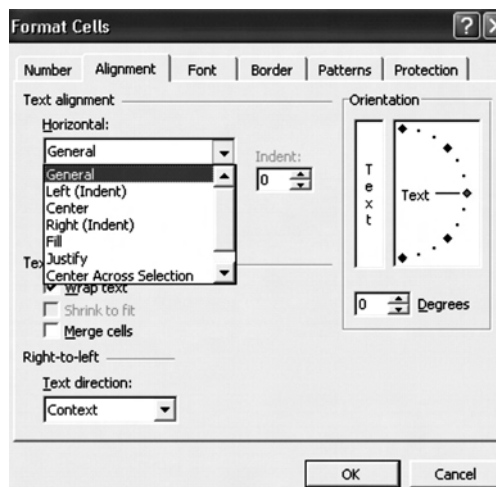 Format Cells
Number
Alignment
Font
Border
Patterns
Protection
Text alignment
Horizontal:
General
General
Left (Indent)
Center
Right (Indent)
Fill
Justify
Center Across Selection
Indent:
0
Wrap text
Shrink to fit
Merge cells
Right-to-left
Text direction:
Context
Orientation
Text
Text
0 Degrees
OK
Cancel